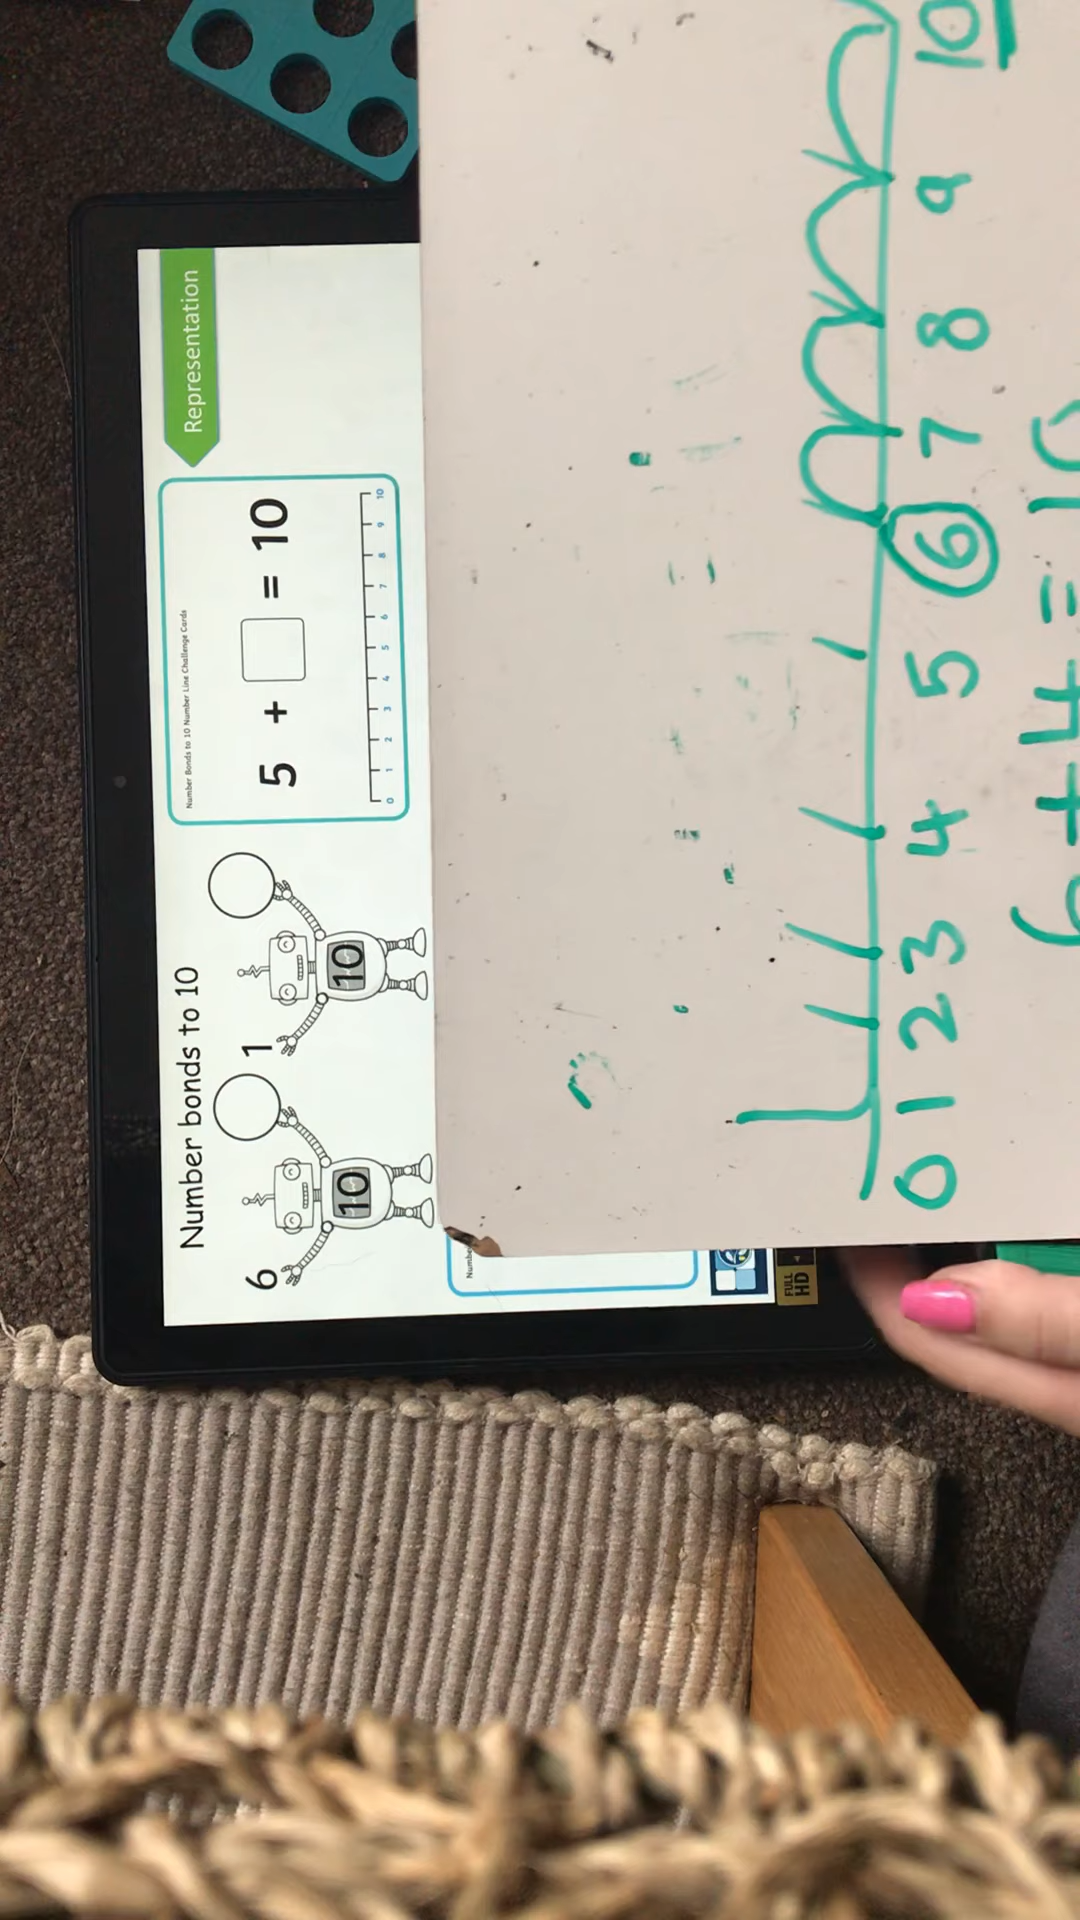 Number bonds to 10
Representation
6
10
1
10
Number Bonds to 10 Number Line Challenge Cards
5 + = 10
0 1 2 3 4 5 6 7 8 9 10
FULL
HD
0 1 2 3 4 5 6 7 8 9 10
6 + 4 = 10